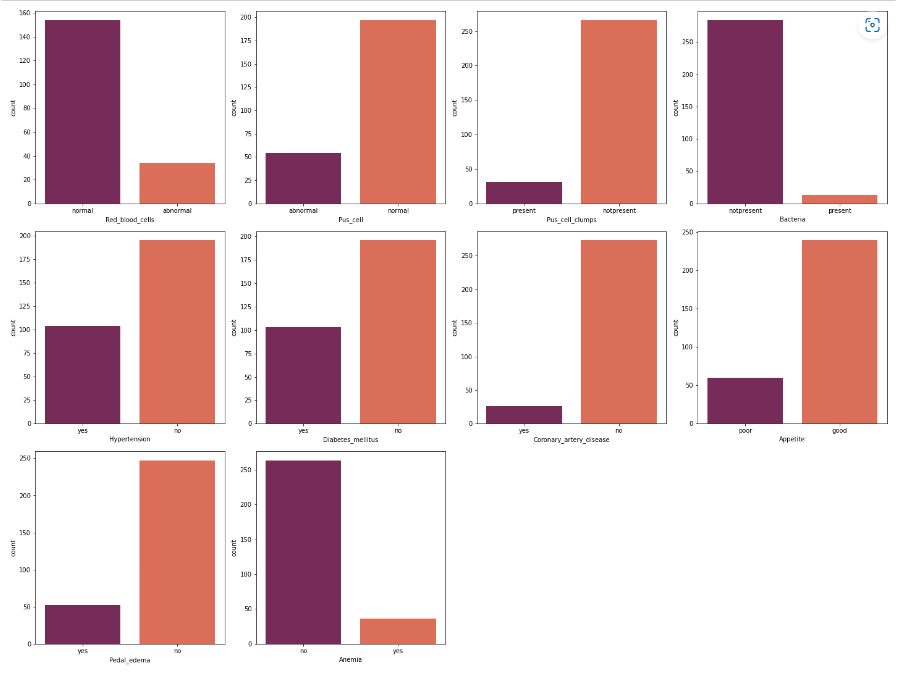 160
140
120
100
80
60
40
20
0
count
normal abnormal
Red_blood_cells
200
175
150
125
100
75
50
25
0
count
abnormal normal
Pus_cell
250
200
150
100
50
0
count
present notpresent
Pus_cell_clumps
250
200
150
100
50
0
count
notpresent present
Bacteria
200
175
150
125
100
75
50
25
0
count
yes no
Hypertension
200
175
150
125
100
75
50
25
0
count
yes no
Diabetes_mellitus
250
200
150
100
50
0
count
yes no
Coronary_artery_disease
250
200
150
100
50
0
count
poor good
Appetite
250
200
150
100
50
0
count
yes no
Pedal_edema
250
200
150
100
50
0
count
no yes
Anemia